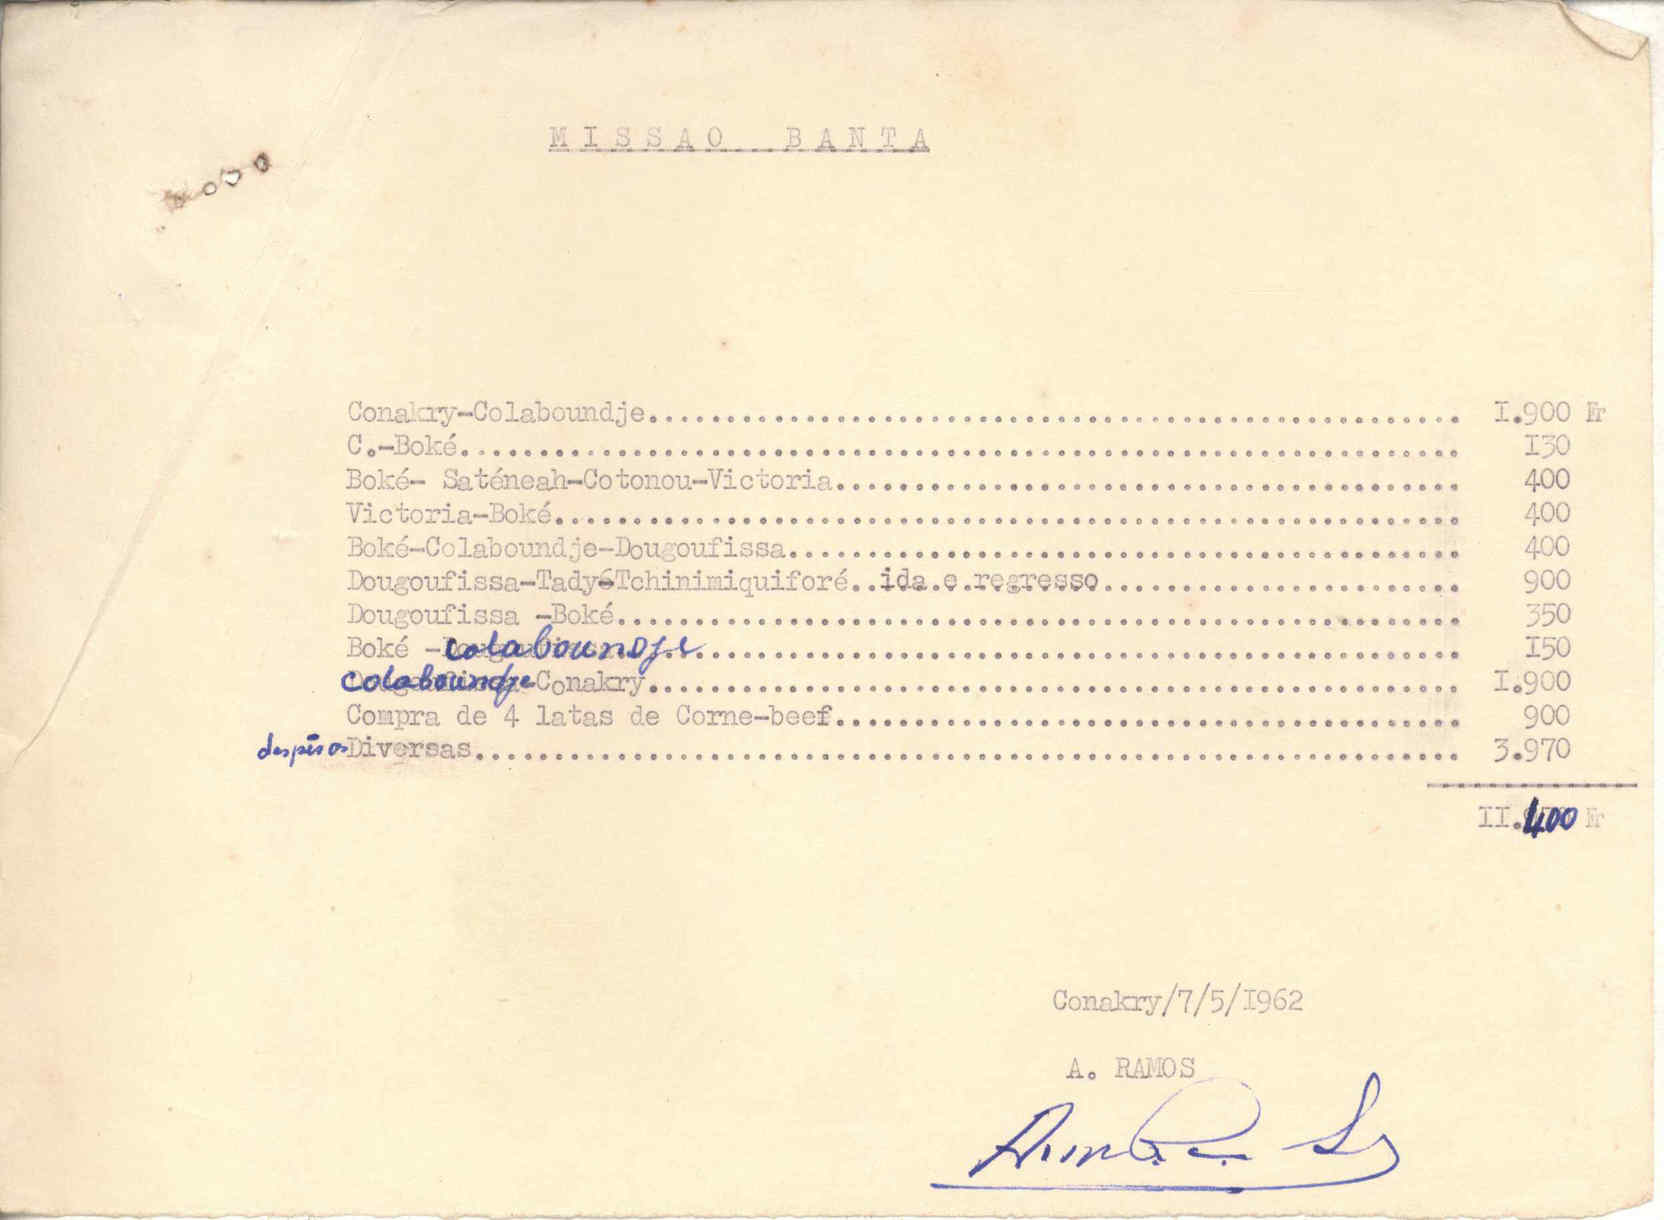 MISSAO BANTA
Conakry-Colaboundje.................................................... I.900 Fr
C.-Boké................................................................ I30
Boké- Saténeah-Cotonou-Victoria........................................ 400
Victoria-Boké.......................................................... 400
Boké-Colaboundje-Dougoufissa........................................... 400
Dougoufissa-Tadyé-Tchinimiquiforé..ida.e.regresso....................... 900
Dougoufissa -Boké...................................................... 350
Boké - colaboundje..................................................... I50
colaboundje-Conakry.................................................... I.900
Compra de 4 latas de Corne-beef........................................ 900
despêsas Diversas............................................................... 3.970
II.400 Fr
Conakry/7/5/I962
A. RAMOS